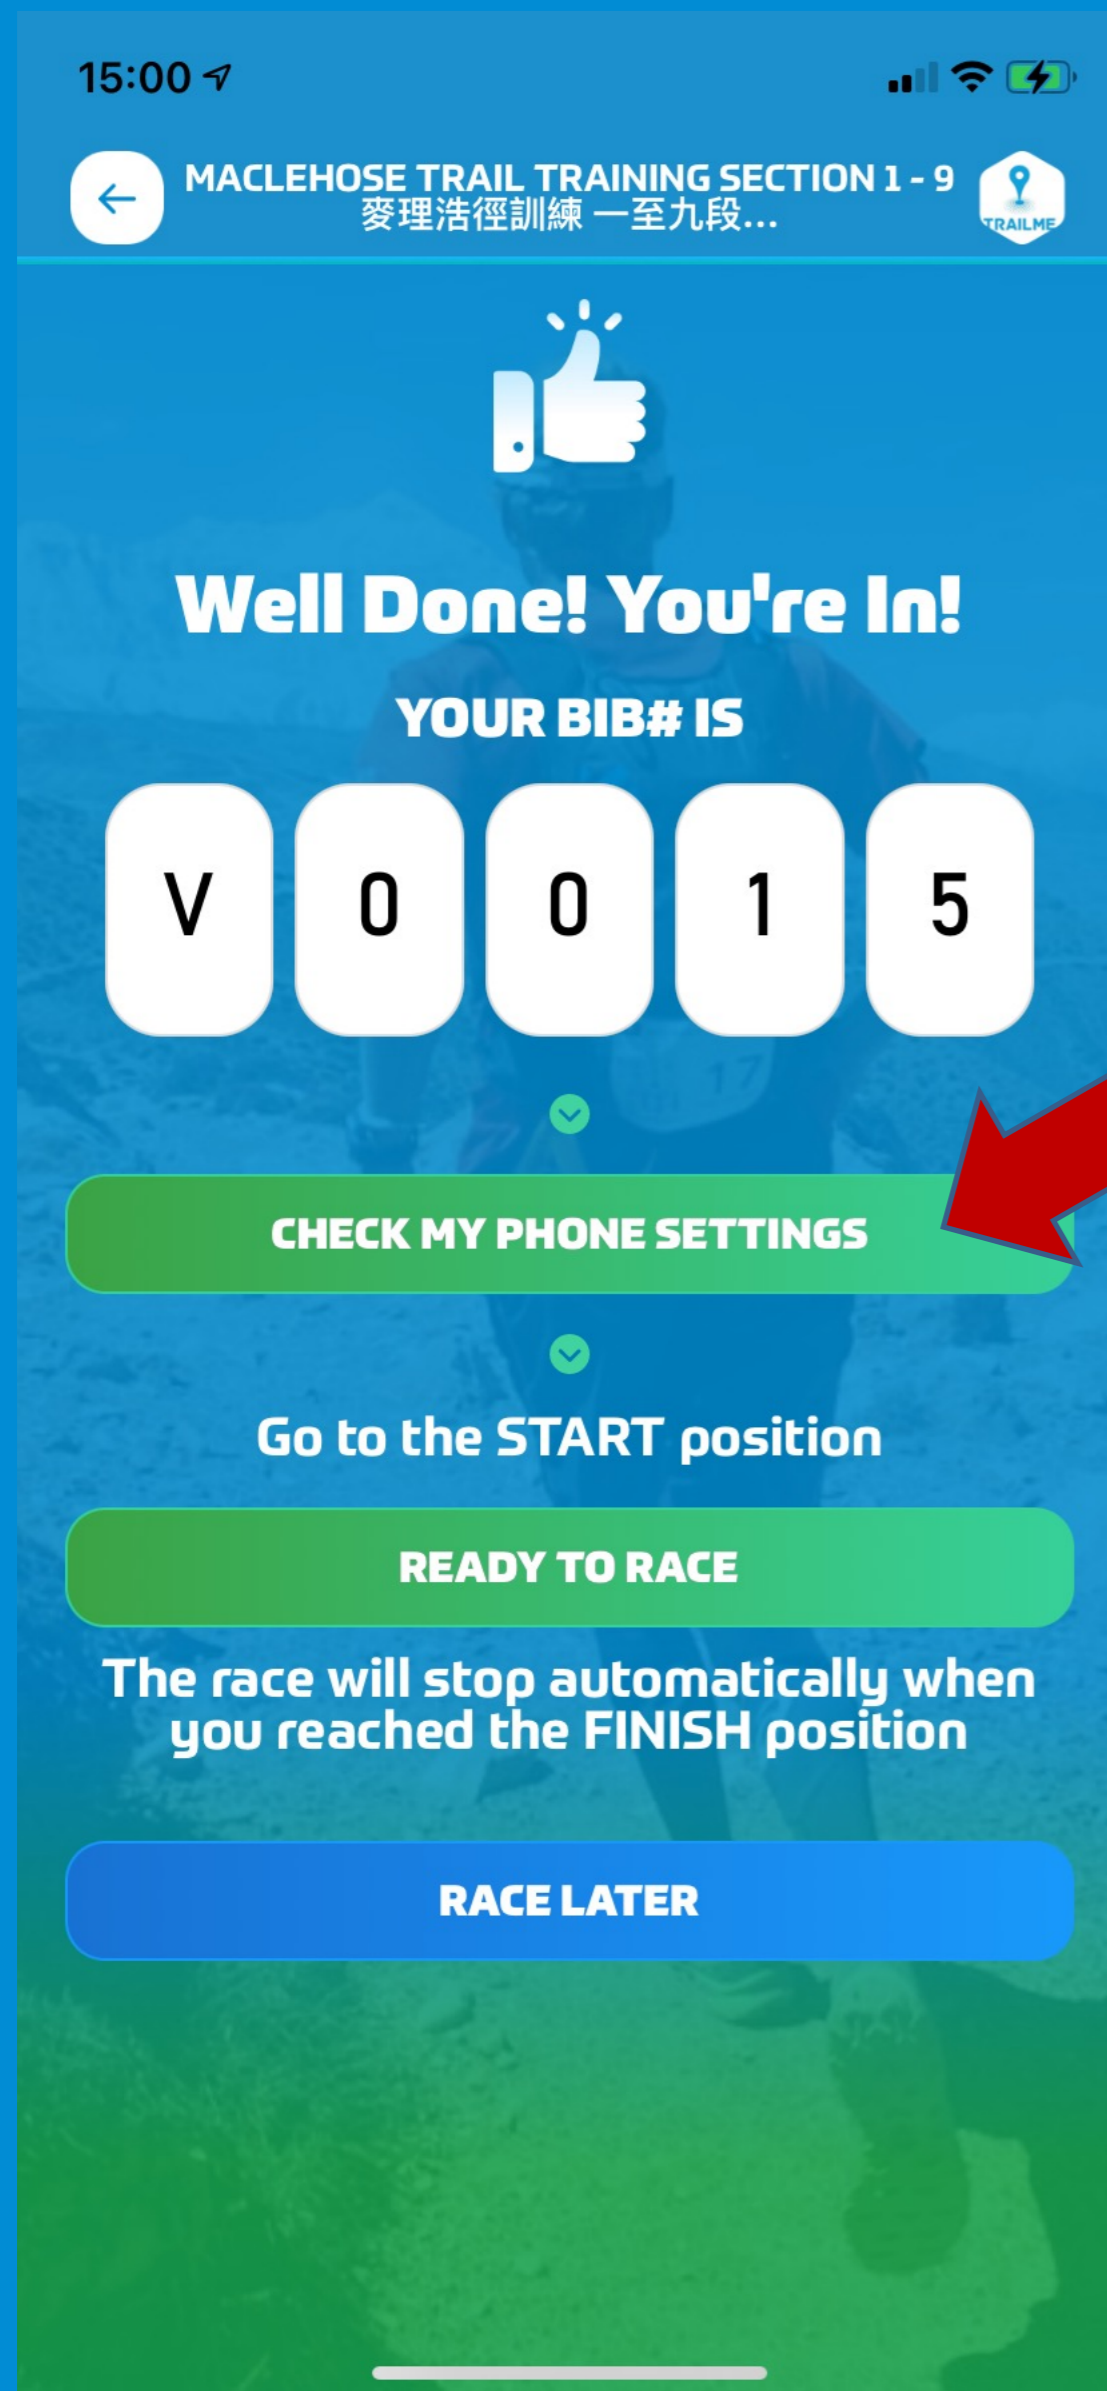 15:00
MACLEHOSE TRAIL TRAINING SECTION 1 - 9
麥理浩徑訓練 一至九段...
TRAILME
Well Done! You're In!
YOUR BIB# IS
V 0 0 1 5
17
CHECK MY PHONE SETTINGS
Go to the START position
READY TO RACE
The race will stop automatically when
you reached the FINISH position
RACE LATER